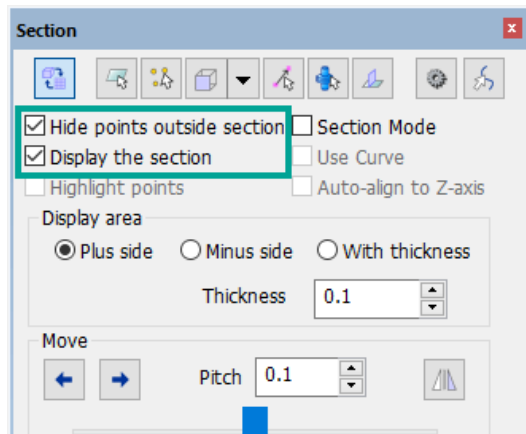 Section
Hide points outside section Section Mode
Display the section Use Curve
Highlight points Auto-align to Z-axis
Display area
Plus side Minus side With thickness
Thickness 0.1
Move
Pitch 0.1